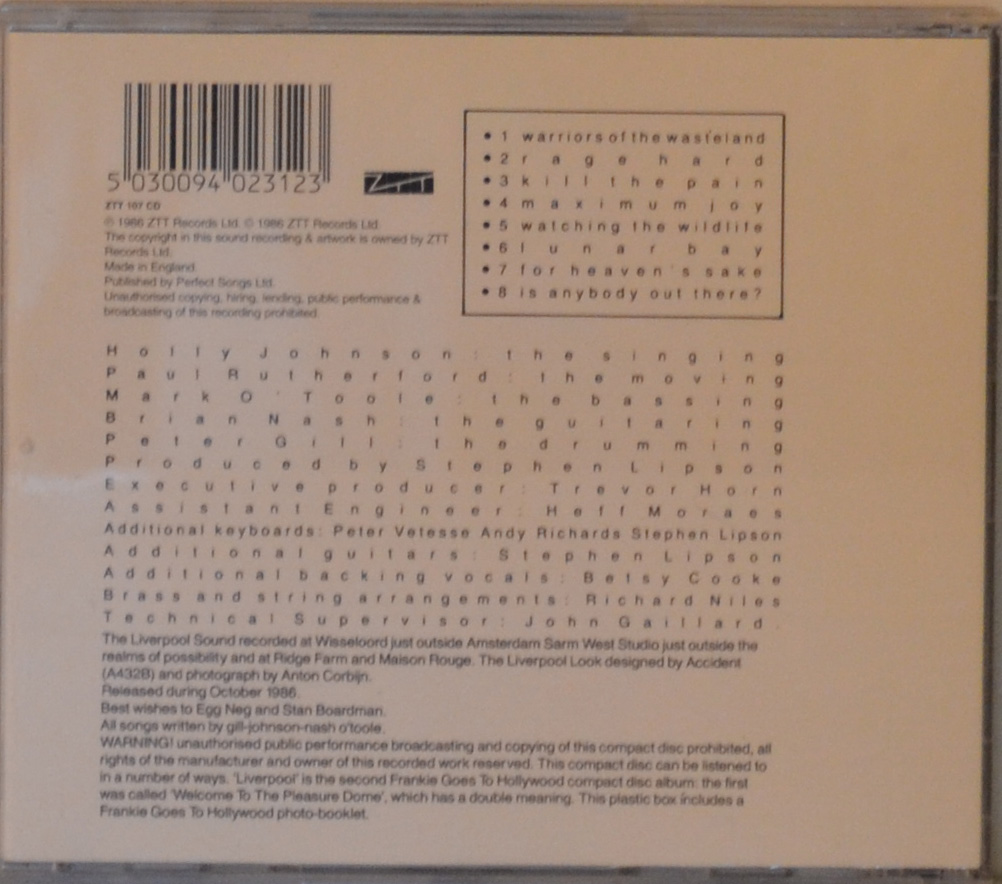 5 030094 023123
ZTT
ZTT 107 CD
℗ 1986 ZTT Records Ltd. © 1986 ZTT Records Ltd.
The copyright in this sound recording & artwork is owned by ZTT
Records Ltd.
Made in England.
Published by Perfect Songs Ltd.
Unauthorised copying, hiring, lending, public performance &
broadcasting of this recording prohibited.
• 1 warriors of the wasteland
• 2 rage hard
• 3 kill the pain
• 4 maximum joy
• 5 watching the wildlife
• 6 lunar bay
• 7 for heaven's sake
• 8 is anybody out there?
Holly Johnson: the singing
Paul Rutherford: the moving
Mark O'Toole: the bassing
Brian Nash: the guitaring
Peter Gill: the drumming
Produced by Stephen Lipson
Executive producer: Trevor Horn
Assistant Engineer: Heff Moraes
Additional keyboards: Peter Vetesse Andy Richards Stephen Lipson
Additional guitars: Stephen Lipson
Additional backing vocals: Betsy Cooke
Brass and string arrangements: Richard Niles
Technical Supervisor: John Gaillard.
The Liverpool Sound recorded at Wisseloord just outside Amsterdam Sarm West Studio just outside the
realms of possibility and at Ridge Farm and Maison Rouge. The Liverpool Look designed by Accident
(A432B) and photograph by Anton Corbijn.
Released during October 1986.
Best wishes to Egg Neg and Stan Boardman.
All songs written by gill-johnson-nash o'toole.
WARNING! unauthorised public performance broadcasting and copying of this compact disc prohibited, all
rights of the manufacturer and owner of this recorded work reserved. This compact disc can be listened to
in a number of ways. 'Liverpool' is the second Frankie Goes To Hollywood compact disc album: the first
was called 'Welcome To The Pleasure Dome', which has a double meaning. This plastic box includes a
Frankie Goes To Hollywood photo-booklet.